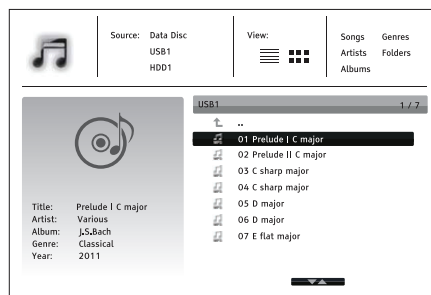 Source: Data Disc
USB1
HDD1
View:
Songs Genres
Artists Folders
Albums
USB1 1 / 7
..
01 Prelude I C major
02 Prelude II C major
03 C sharp major
04 C sharp major
05 D major
06 D major
07 E flat major
Title: Prelude I C major
Artist: Various
Album: J.S.Bach
Genre: Classical
Year: 2011